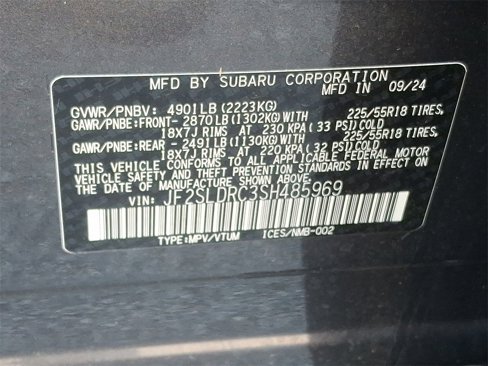 MFD BY SUBARU CORPORATION
MFD IN 09/24
GVWR/PNBV: 4901LB (2223KG)
GAWR/PNBE:FRONT-2870LB (1302KG)WITH 225/55R18 TIRES,
18X7J RIMS AT 230 KPA (33 PSI)COLD
GAWR/PNBE:REAR -2491LB (1130KG)WITH 225/55R18 TIRES,
18X7J RIMS AT 220 KPA (32 PSI)COLD
THIS VEHICLE CONFORMS TO ALL APPLICABLE FEDERAL MOTOR
VEHICLE SAFETY AND THEFT PREVENTION STANDARDS IN EFFECT
ON THE DATE OF MANUFACTURE SHOWN ABOVE.
VIN: JF2SLDRC3SH485969
TYPE:MPV/VTUM ICES/NMB-002